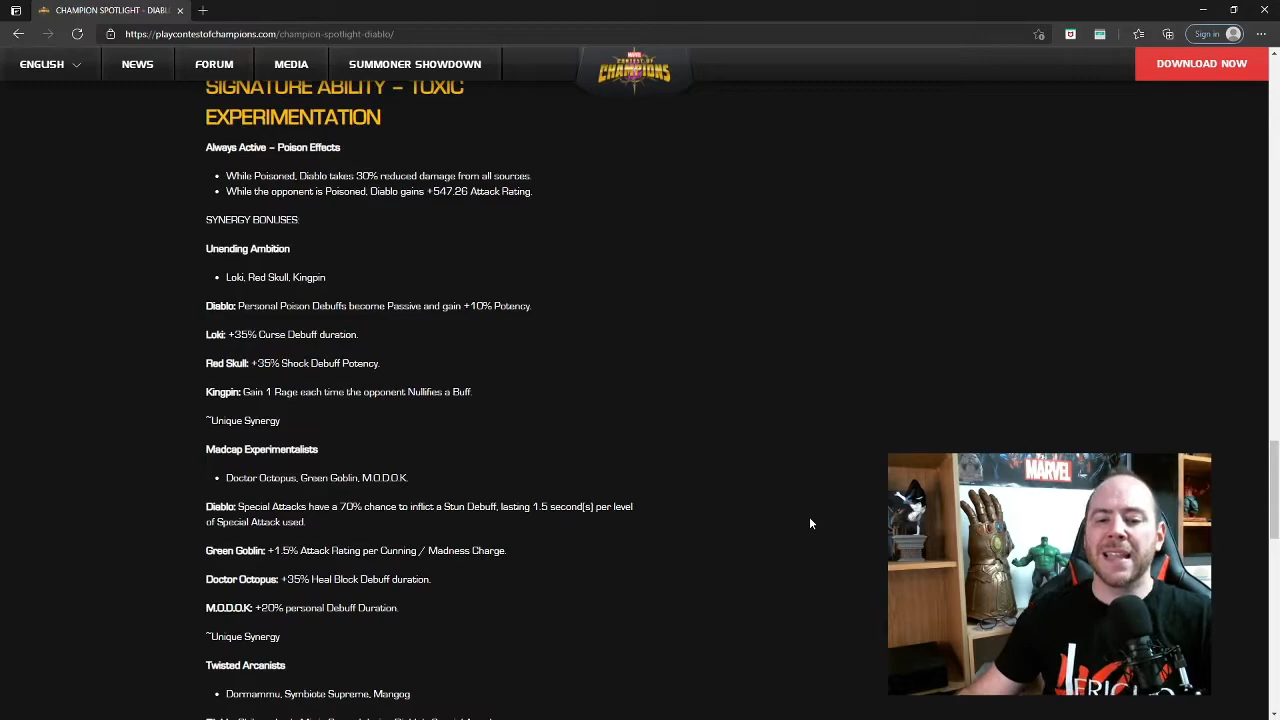 CHAMPION SPOTLIGHT - DIABL
https://playcontestofchampions.com/champion-spotlight-diablo/
Sign in
ENGLISH
NEWS
FORUM
MEDIA
SUMMONER SHOWDOWN
MARVEL
CONTEST OF
CHAMPIONS
DOWNLOAD NOW
SIGNATURE ABILITY – TOXIC
EXPERIMENTATION
Always Active – Poison Effects
• While Poisoned, Diablo takes 30% reduced damage from all sources.
• While the opponent is Poisoned, Diablo gains +547.26 Attack Rating.
SYNERGY BONUSES:
Unending Ambition
• Loki, Red Skull, Kingpin
Diablo: Personal Poison Debuffs become Passive and gain +10% Potency.
Loki: +35% Curse Debuff duration.
Red Skull: +35% Shock Debuff Potency.
Kingpin: Gain 1 Rage each time the opponent Nullifies a Buff.
~Unique Synergy
Madcap Experimentalists
• Doctor Octopus, Green Goblin, M.O.D.O.K.
Diablo: Special Attacks have a 70% chance to inflict a Stun Debuff, lasting 1.5 second(s) per level
of Special Attack used.
Green Goblin: +1.5% Attack Rating per Cunning / Madness Charge.
Doctor Octopus: +35% Heal Block Debuff duration.
M.O.D.O.K: +20% personal Debuff Duration.
~Unique Synergy
Twisted Arcanists
• Dormammu, Symbiote Supreme, Mangog
MARVEL